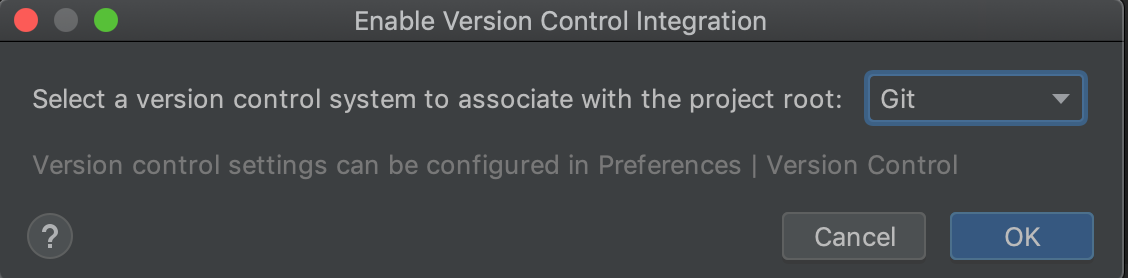 Enable Version Control Integration
Select a version control system to associate with the project root: Git
Version control settings can be configured in Preferences | Version Control
? Cancel OK